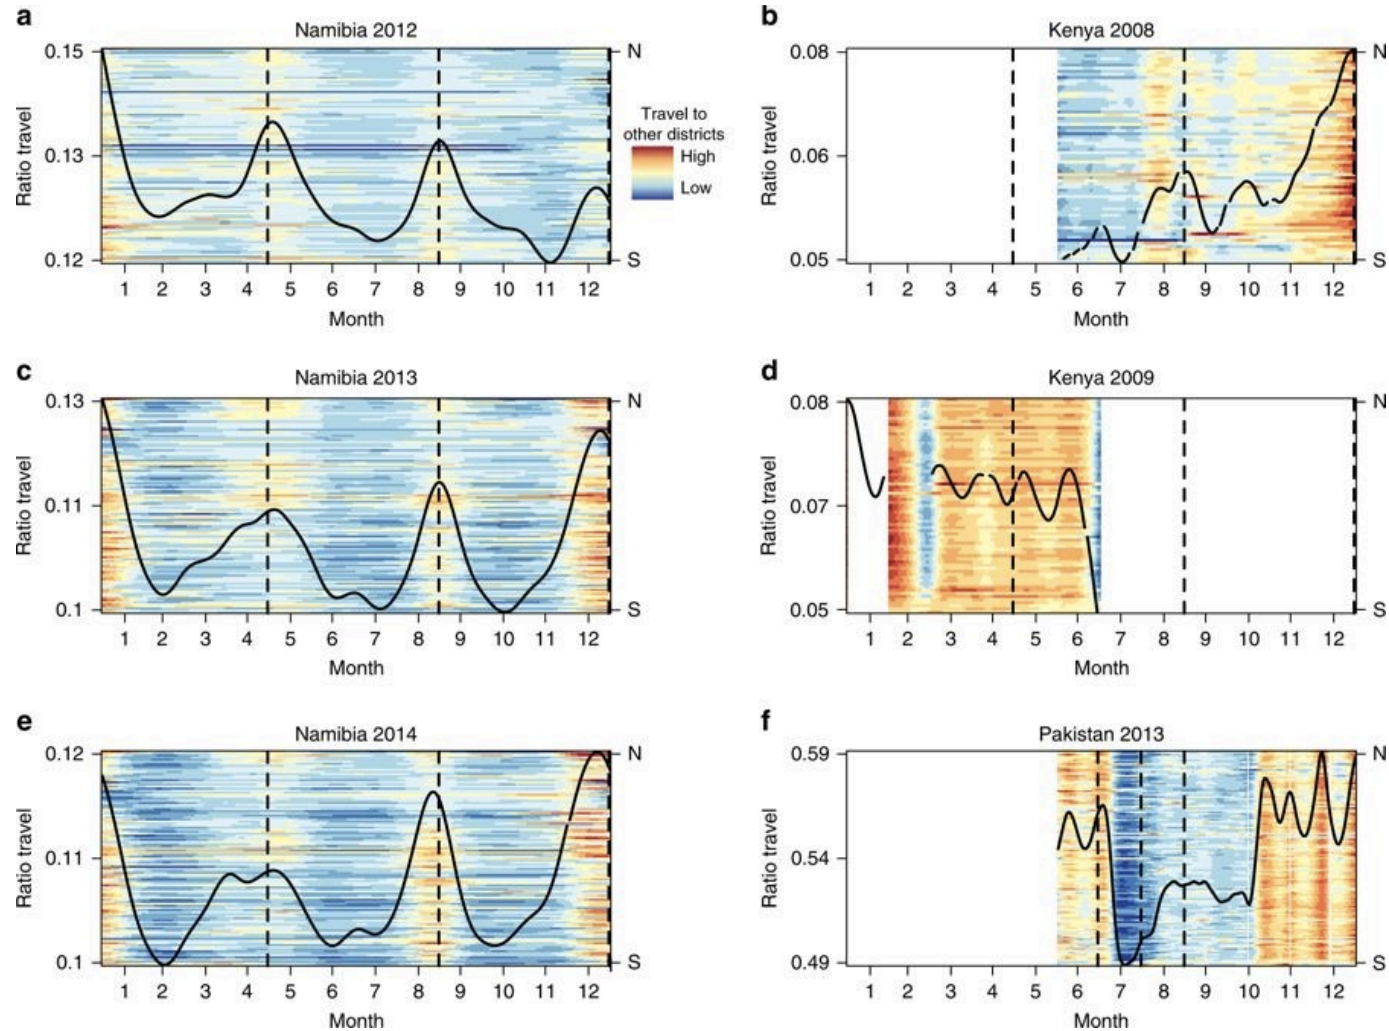 a
Namibia 2012
0.15
0.13
0.12
Ratio travel
N
S
1 2 3 4 5 6 7 8 9 10 11 12
Month
Travel to
other districts
High
Low
b
Kenya 2008
0.08
0.06
0.05
Ratio travel
N
S
1 2 3 4 5 6 7 8 9 10 11 12
Month
c
Namibia 2013
0.13
0.11
0.1
Ratio travel
N
S
1 2 3 4 5 6 7 8 9 10 11 12
Month
d
Kenya 2009
0.08
0.07
0.05
Ratio travel
N
S
1 2 3 4 5 6 7 8 9 10 11 12
Month
e
Namibia 2014
0.12
0.11
0.1
Ratio travel
N
S
1 2 3 4 5 6 7 8 9 10 11 12
Month
f
Pakistan 2013
0.59
0.54
0.49
Ratio travel
N
S
1 2 3 4 5 6 7 8 9 10 11 12
Month